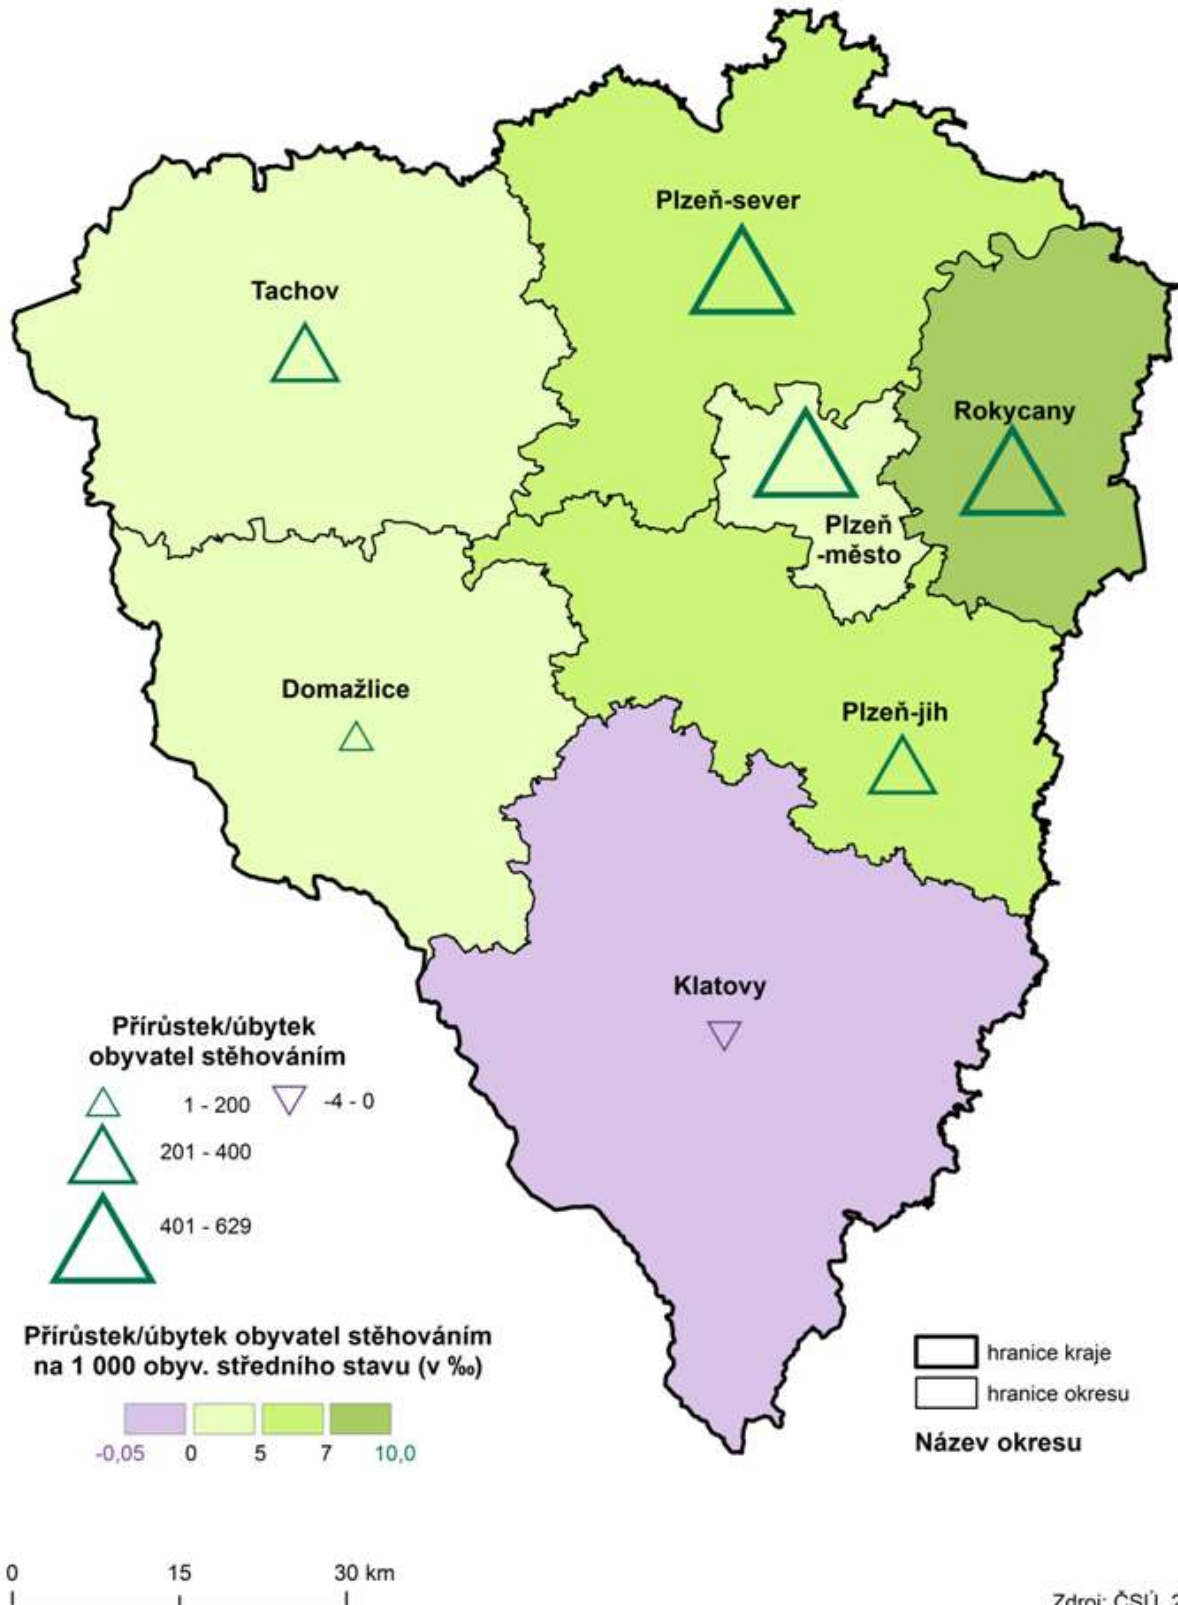 Plzeň-sever
Tachov
Rokycany
Plzeň
-město
Domažlice
Plzeň-jih
Klatovy
Přírůstek/úbytek
obyvatel stěhováním
1 - 200
-4 - 0
201 - 400
401 - 629
Přírůstek/úbytek obyvatel stěhováním
na 1 000 obyv. středního stavu (v ‰)
-0,05 0 5 7 10,0
hranice kraje
hranice okresu
Název okresu
0 15 30 km
Zdroj: ČSÚ, 2